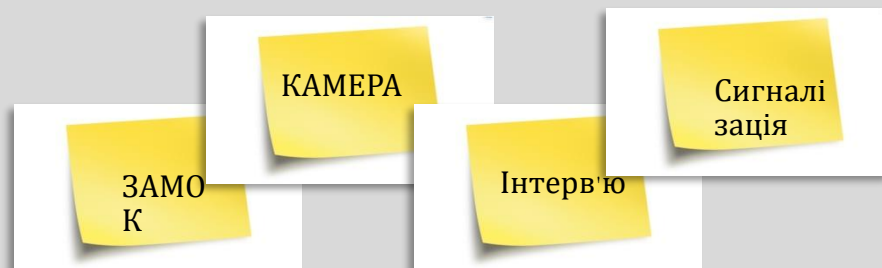 КАМЕРА
Сигналі
зація
ЗАМО
К
Інтерв'ю